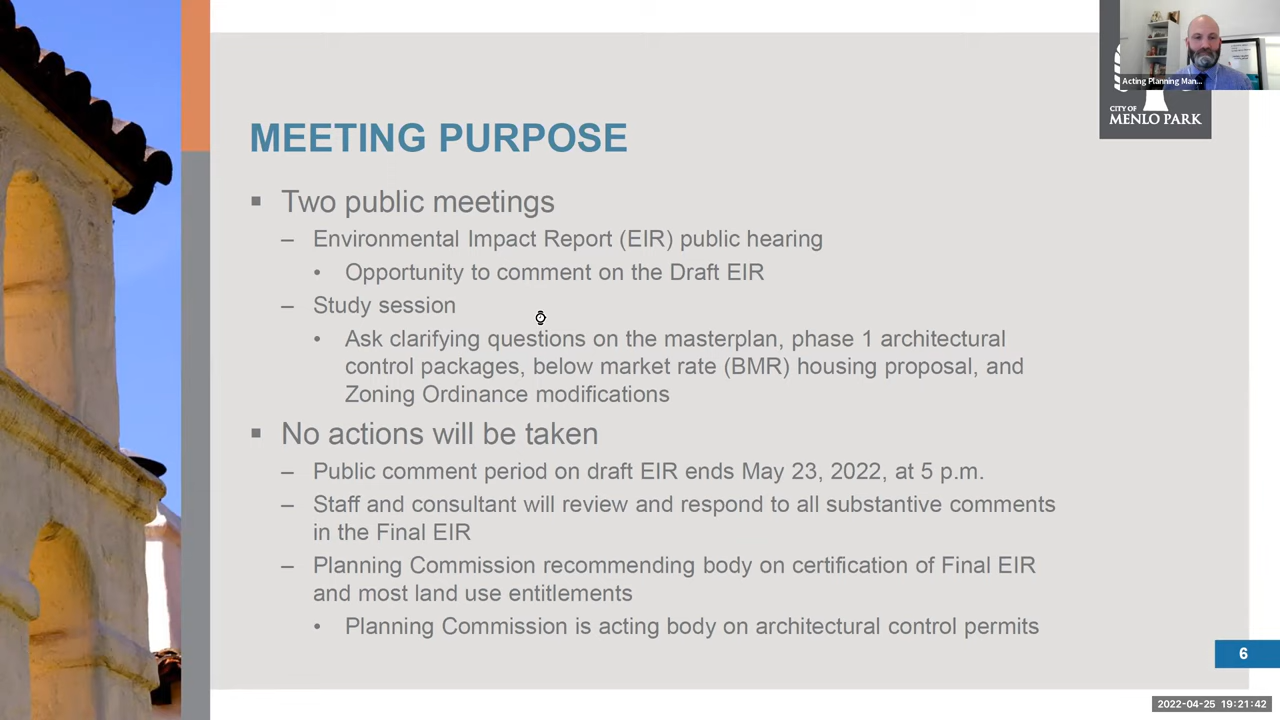 Acting Planning Man...
CITY OF
MENLO PARK
MEETING PURPOSE
▪ Two public meetings
– Environmental Impact Report (EIR) public hearing
• Opportunity to comment on the Draft EIR
– Study session
• Ask clarifying questions on the masterplan, phase 1 architectural
control packages, below market rate (BMR) housing proposal, and
Zoning Ordinance modifications
▪ No actions will be taken
– Public comment period on draft EIR ends May 23, 2022, at 5 p.m.
– Staff and consultant will review and respond to all substantive comments
in the Final EIR
– Planning Commission recommending body on certification of Final EIR
and most land use entitlements
• Planning Commission is acting body on architectural control permits
6
2022-04-25 19:21:42